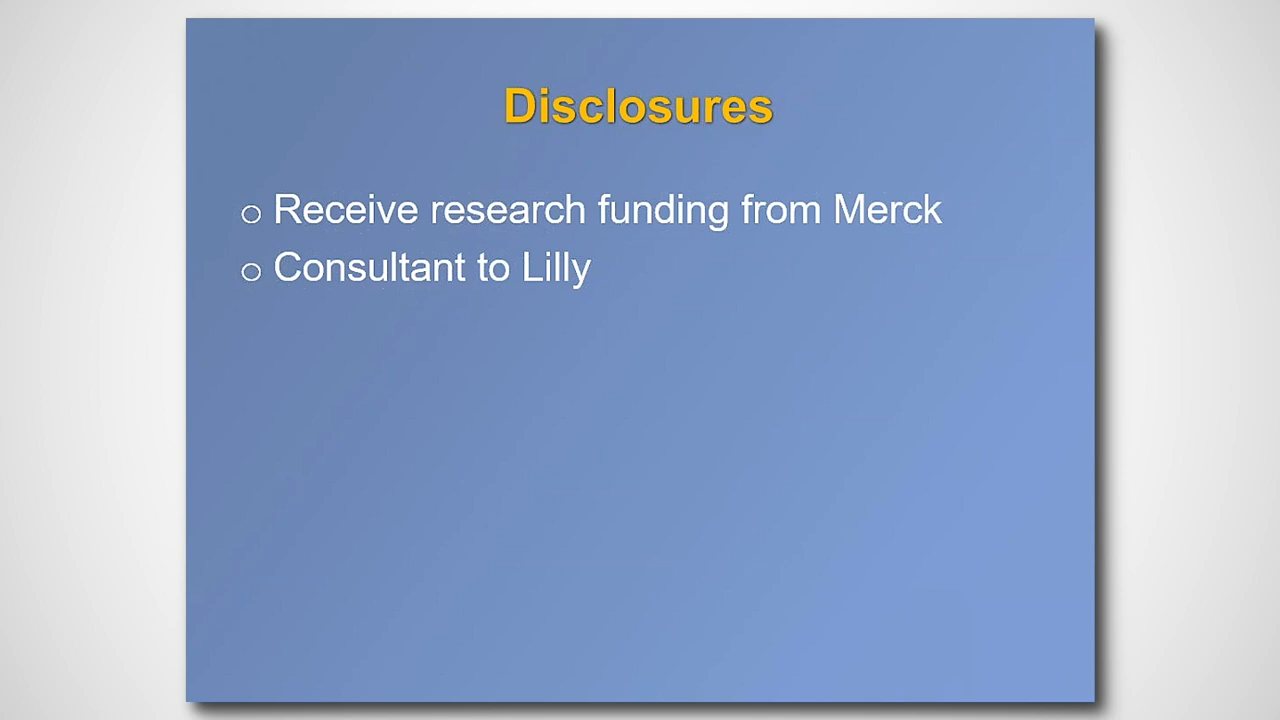 Disclosures
o Receive research funding from Merck
o Consultant to Lilly